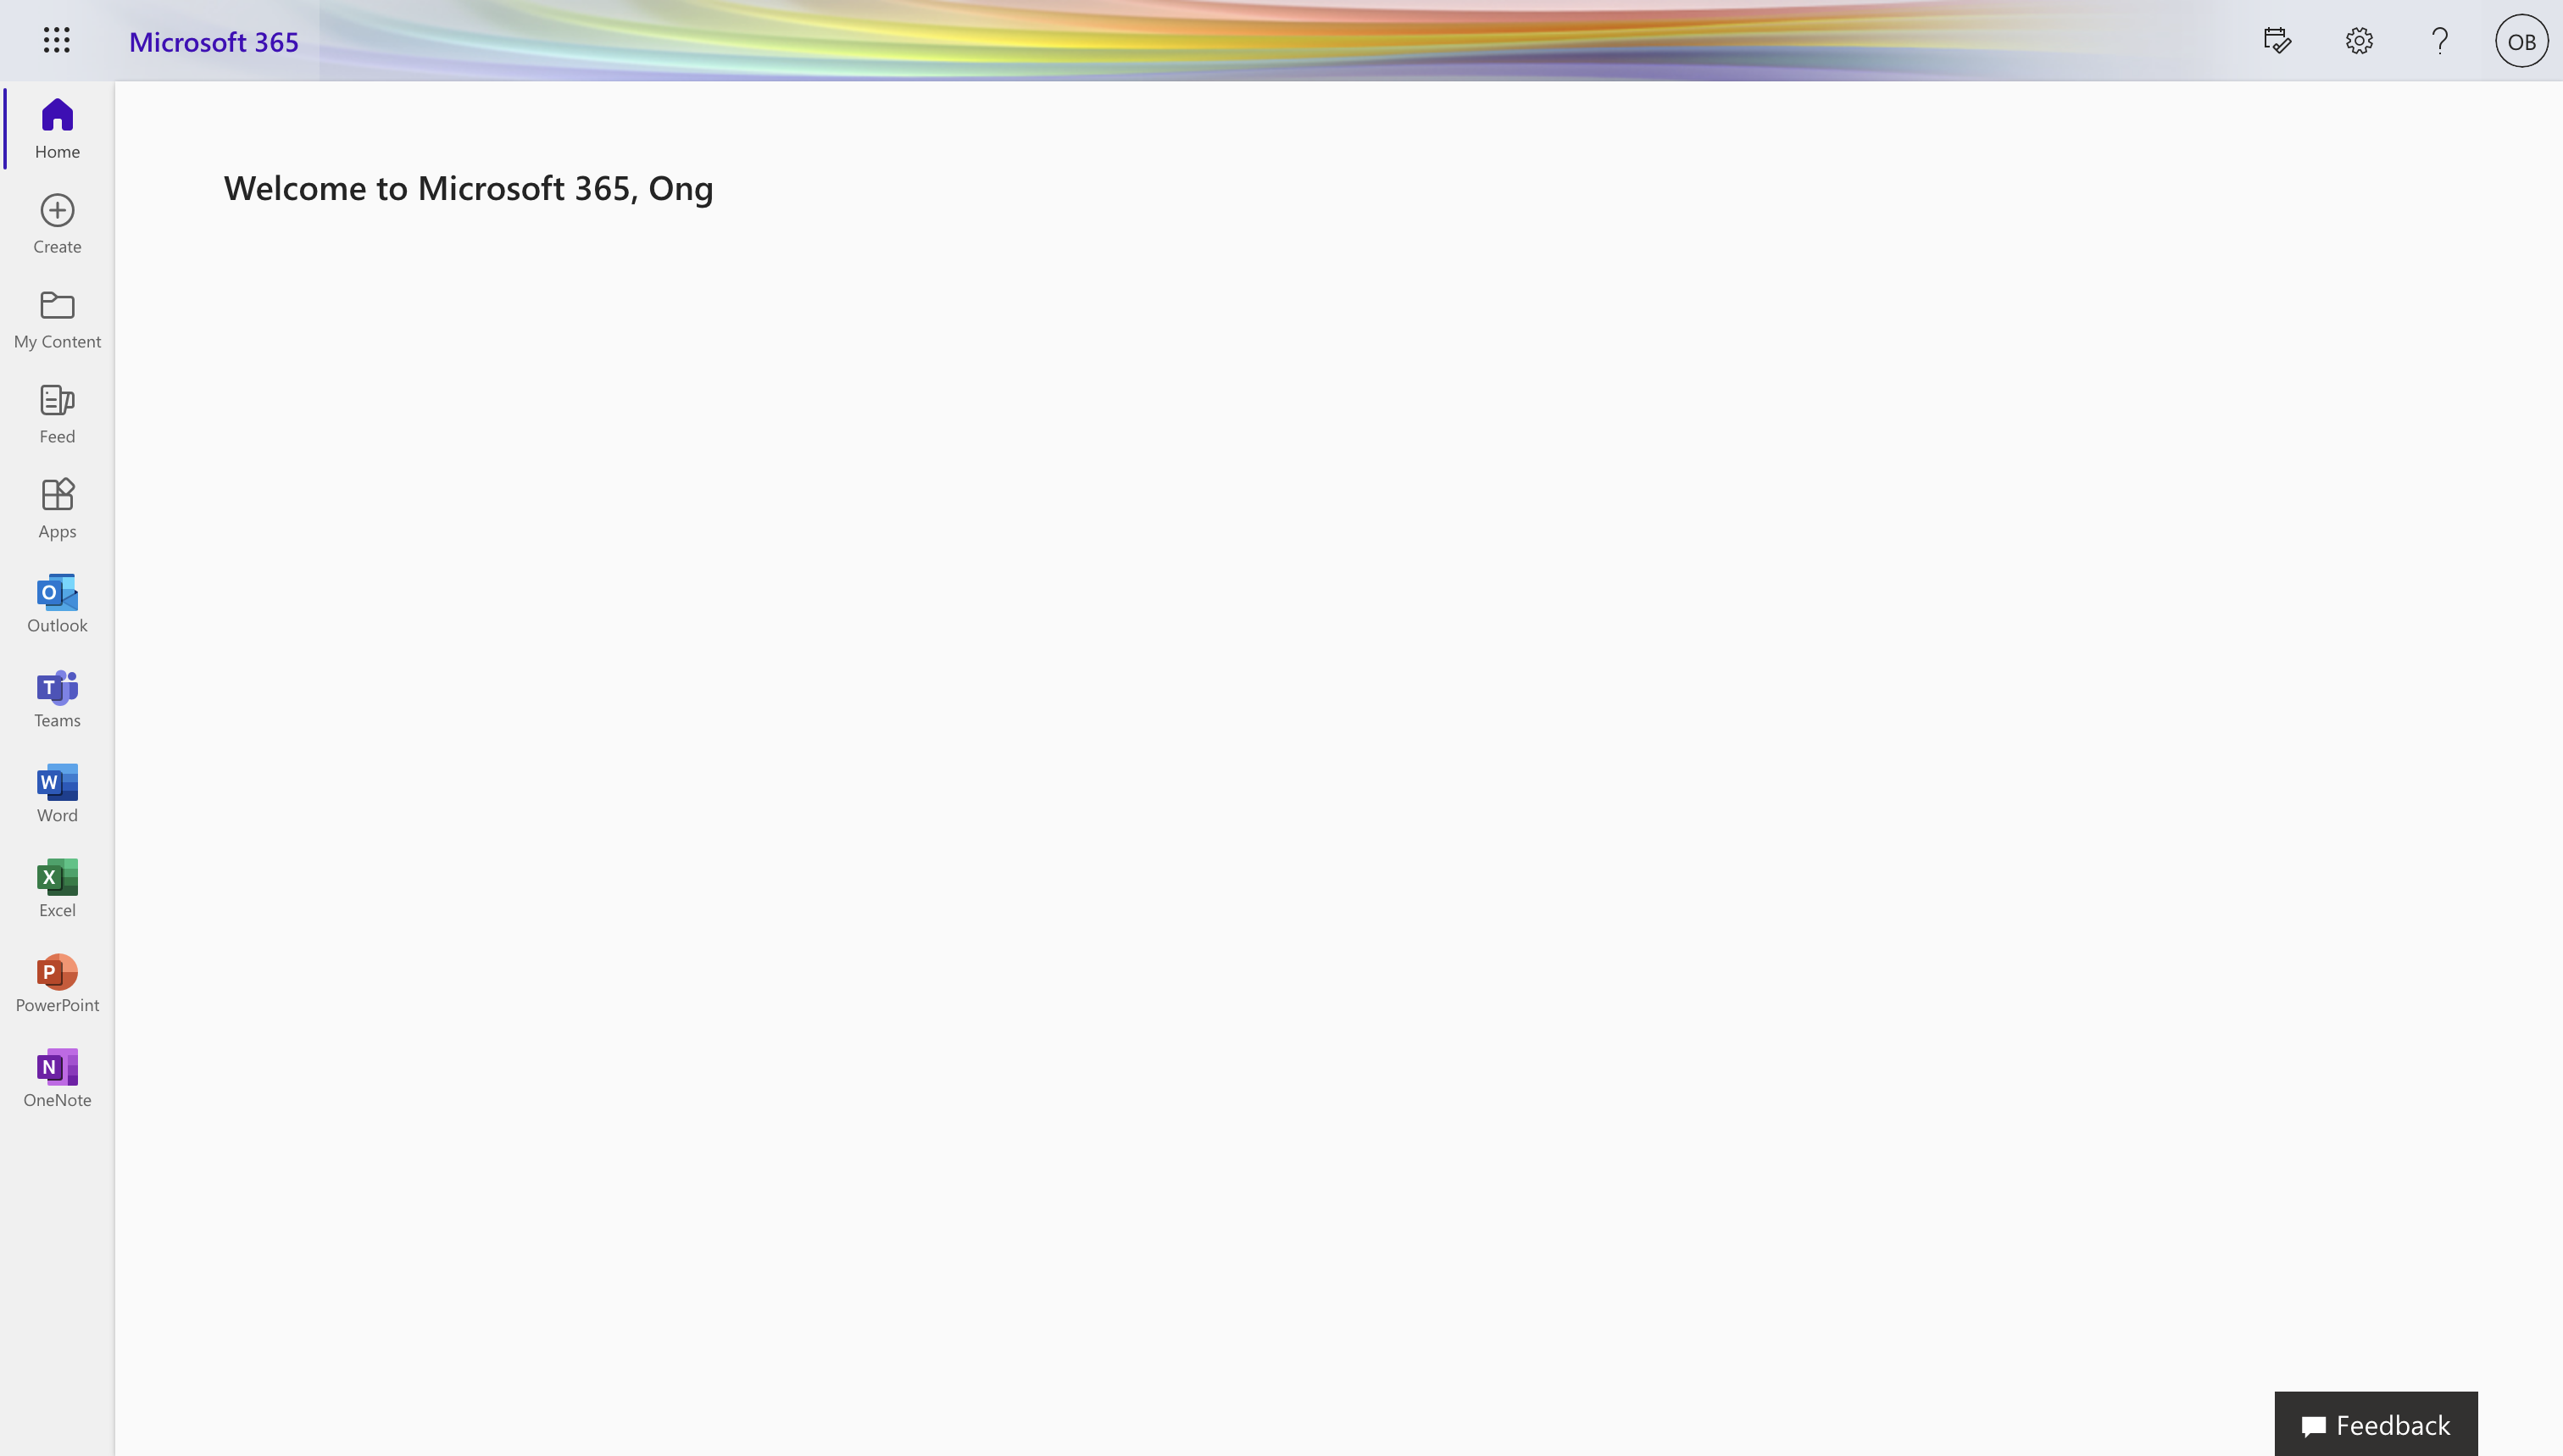 Microsoft 365
OB
Home
Welcome to Microsoft 365, Ong
Create
My Content
Feed
Apps
Outlook
Teams
Word
Excel
PowerPoint
OneNote
Feedback